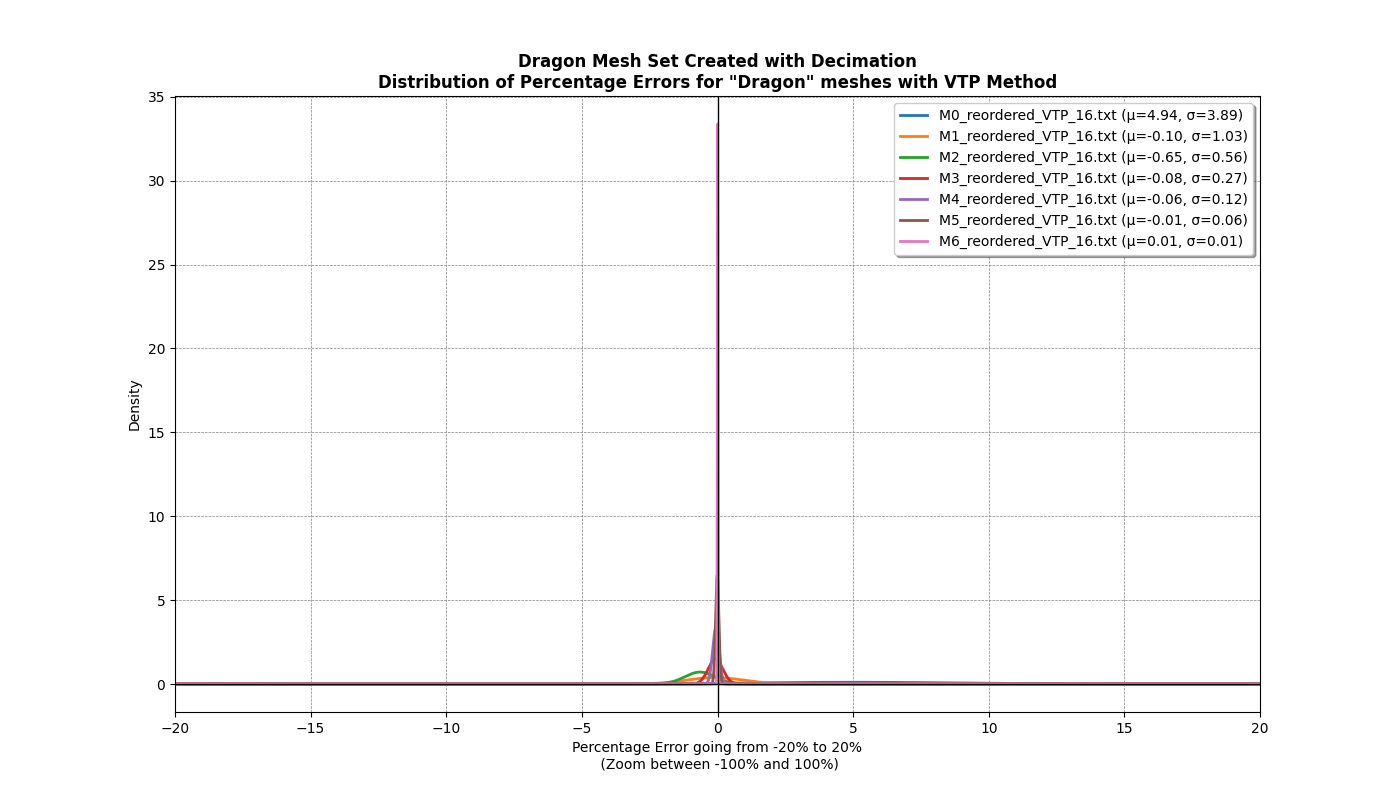 Dragon Mesh Set Created with Decimation
Distribution of Percentage Errors for "Dragon" meshes with VTP Method
35
30
25
20
15
10
5
0
Density
M0_reordered_VTP_16.txt (μ=4.94, σ=3.89)
M1_reordered_VTP_16.txt (μ=-0.10, σ=1.03)
M2_reordered_VTP_16.txt (μ=-0.65, σ=0.56)
M3_reordered_VTP_16.txt (μ=-0.08, σ=0.27)
M4_reordered_VTP_16.txt (μ=-0.06, σ=0.12)
M5_reordered_VTP_16.txt (μ=-0.01, σ=0.06)
M6_reordered_VTP_16.txt (μ=0.01, σ=0.01)
−20 −15 −10 −5 0 5 10 15 20
Percentage Error going from -20% to 20%
(Zoom between -100% and 100%)